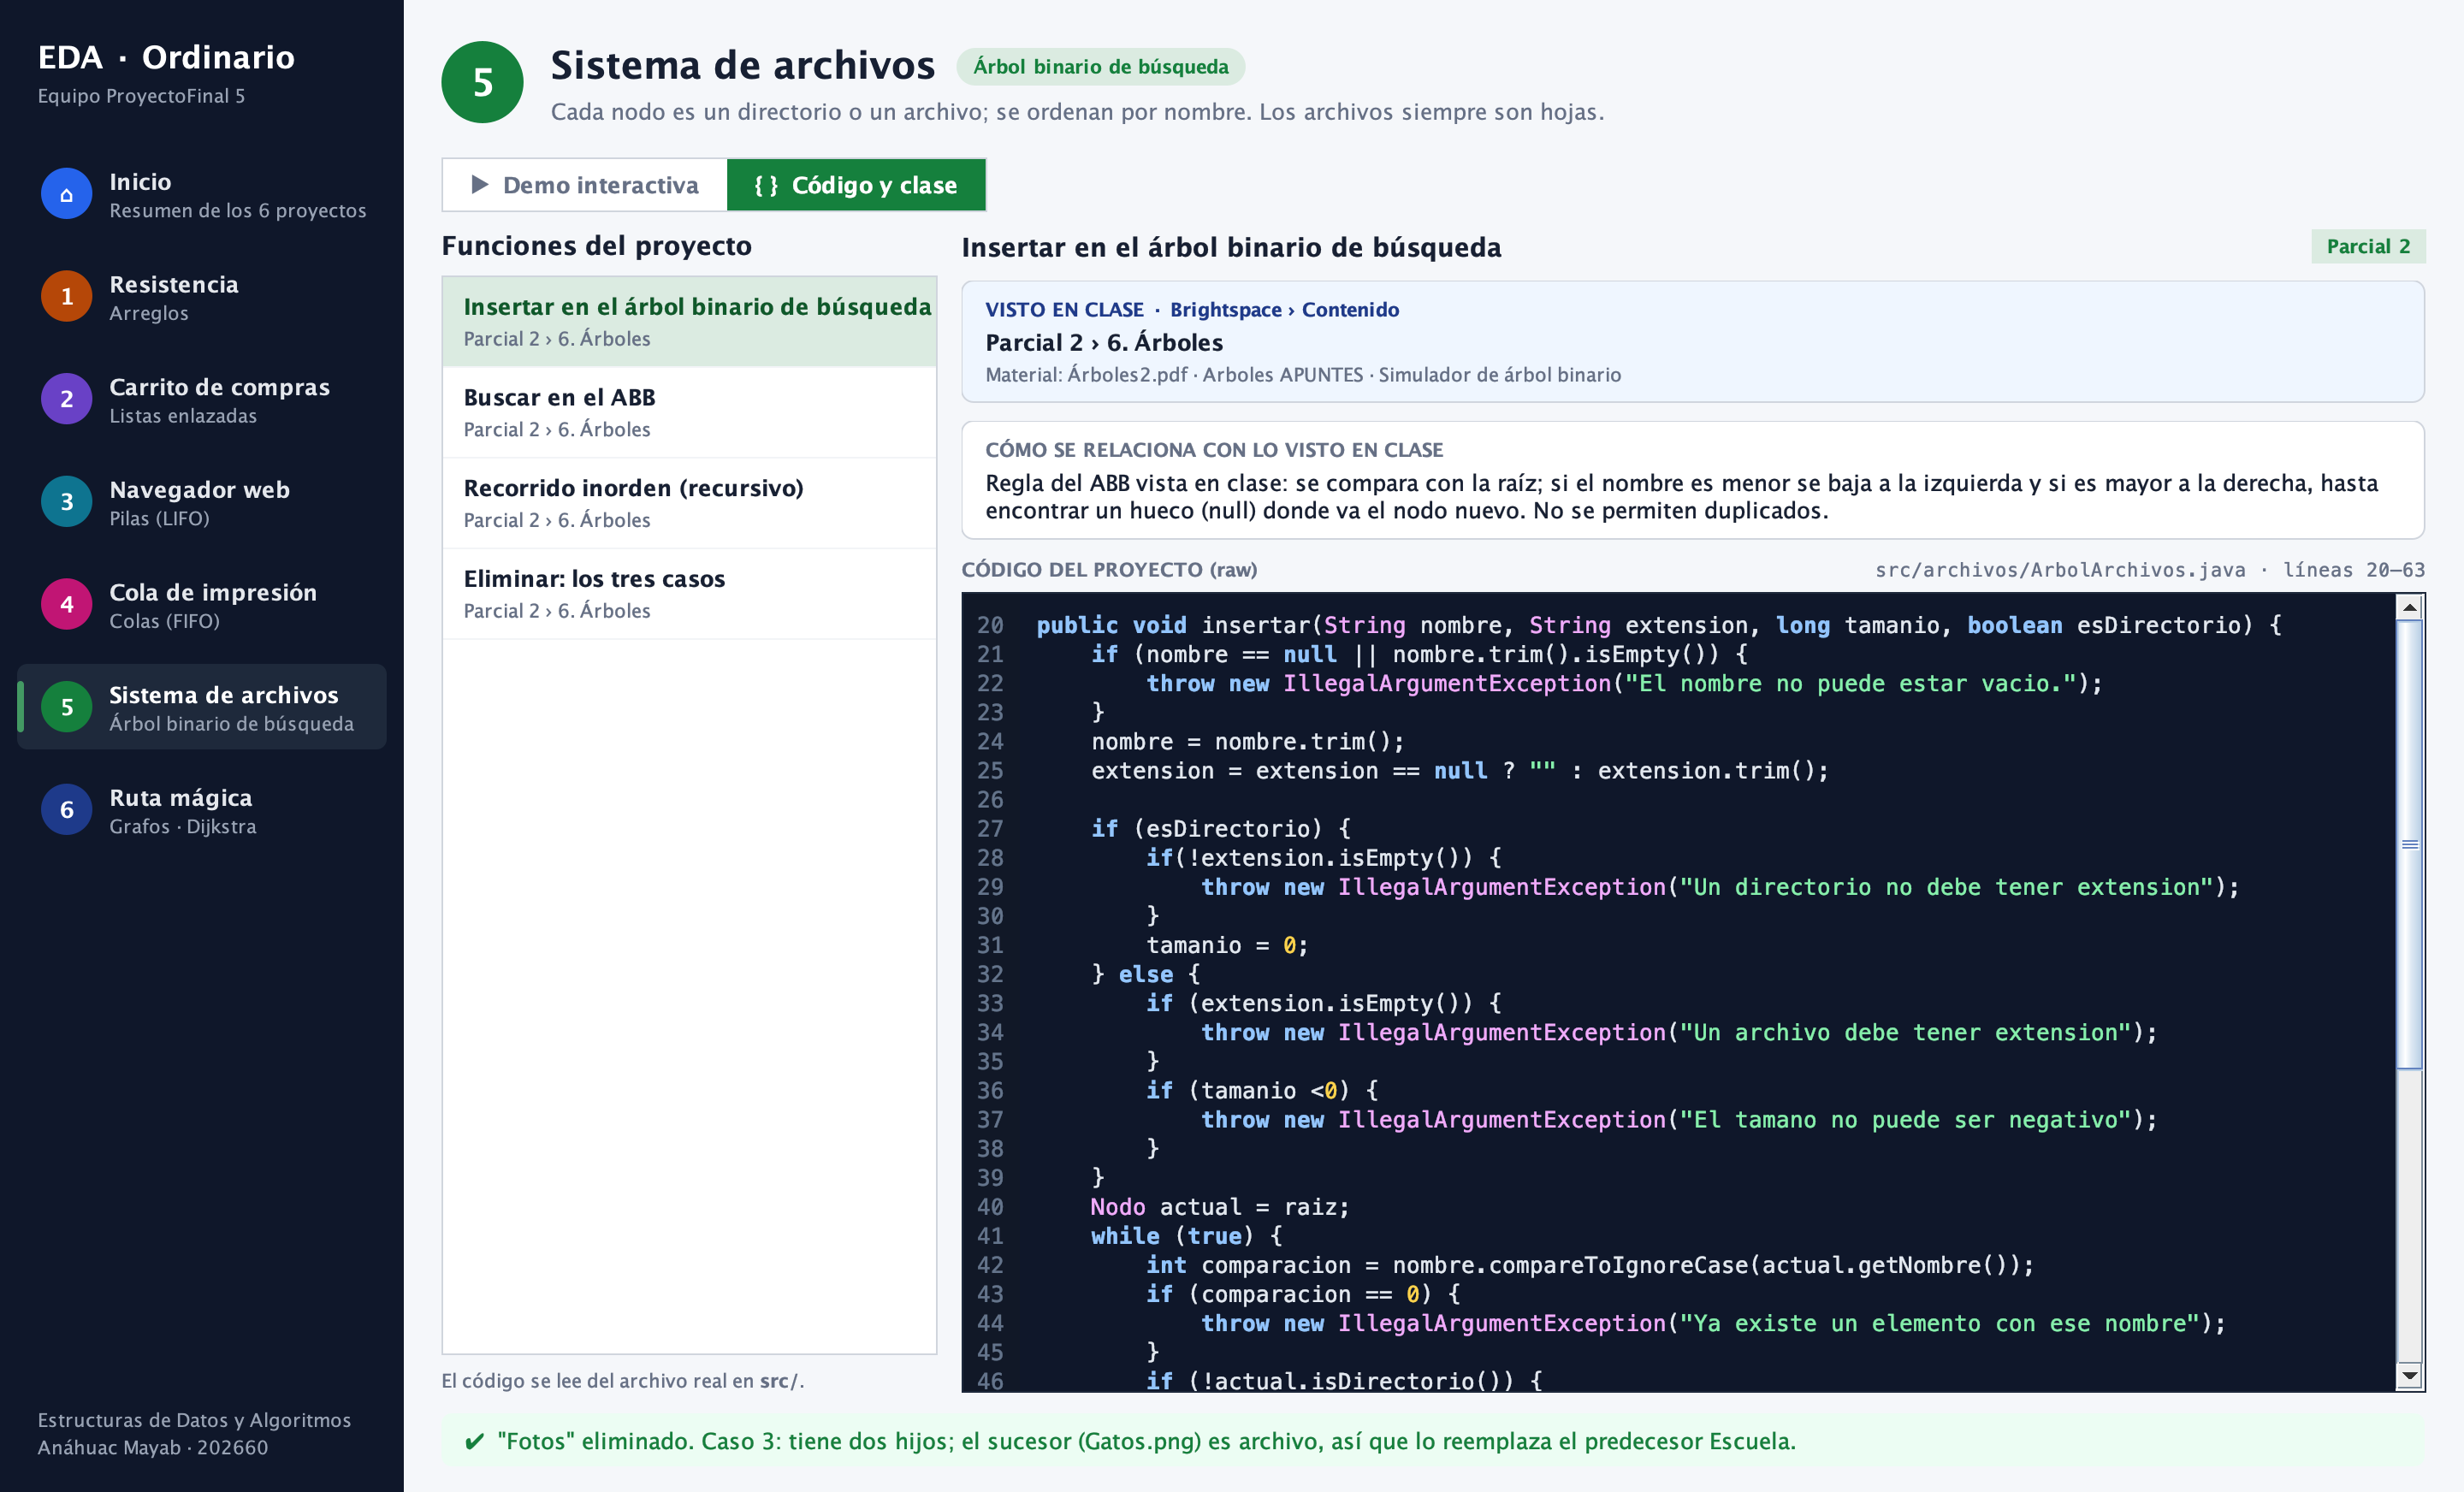 EDA · Ordinario
Equipo ProyectoFinal 5
Inicio
Resumen de los 6 proyectos
1
Resistencia
Arreglos
2
Carrito de compras
Listas enlazadas
3
Navegador web
Pilas (LIFO)
4
Cola de impresión
Colas (FIFO)
5
Sistema de archivos
Árbol binario de búsqueda
6
Ruta mágica
Grafos · Dijkstra
Estructuras de Datos y Algoritmos
Anáhuac Mayab · 202660
5
Sistema de archivos
Árbol binario de búsqueda
Cada nodo es un directorio o un archivo; se ordenan por nombre. Los archivos siempre son hojas.
▶ Demo interactiva
{ } Código y clase
Funciones del proyecto
Insertar en el árbol binario de búsqueda
Parcial 2 › 6. Árboles
Buscar en el ABB
Parcial 2 › 6. Árboles
Recorrido inorden (recursivo)
Parcial 2 › 6. Árboles
Eliminar: los tres casos
Parcial 2 › 6. Árboles
El código se lee del archivo real en src/.
Insertar en el árbol binario de búsqueda
Parcial 2
VISTO EN CLASE · Brightspace › Contenido
Parcial 2 › 6. Árboles
Material: Árboles2.pdf · Arboles APUNTES · Simulador de árbol binario
CÓMO SE RELACIONA CON LO VISTO EN CLASE
Regla del ABB vista en clase: se compara con la raíz; si el nombre es menor se baja a la izquierda y si es mayor a la derecha, hasta
encontrar un hueco (null) donde va el nodo nuevo. No se permiten duplicados.
CÓDIGO DEL PROYECTO (raw)
src/archivos/ArbolArchivos.java · líneas 20–63
20 public void insertar(String nombre, String extension, long tamanio, boolean esDirectorio) {
21     if (nombre == null || nombre.trim().isEmpty()) {
22         throw new IllegalArgumentException("El nombre no puede estar vacio.");
23     }
24     nombre = nombre.trim();
25     extension = extension == null ? "" : extension.trim();
26
27     if (esDirectorio) {
28         if(!extension.isEmpty()) {
29             throw new IllegalArgumentException("Un directorio no debe tener extension");
30         }
31         tamanio = 0;
32     } else {
33         if (extension.isEmpty()) {
34             throw new IllegalArgumentException("Un archivo debe tener extension");
35         }
36         if (tamanio <0) {
37             throw new IllegalArgumentException("El tamano no puede ser negativo");
38         }
39     }
40     Nodo actual = raiz;
41     while (true) {
42         int comparacion = nombre.compareToIgnoreCase(actual.getNombre());
43         if (comparacion == 0) {
44             throw new IllegalArgumentException("Ya existe un elemento con ese nombre");
45         }
46         if (!actual.isDirectorio()) {
✔ "Fotos" eliminado. Caso 3: tiene dos hijos; el sucesor (Gatos.png) es archivo, así que lo reemplaza el predecesor Escuela.